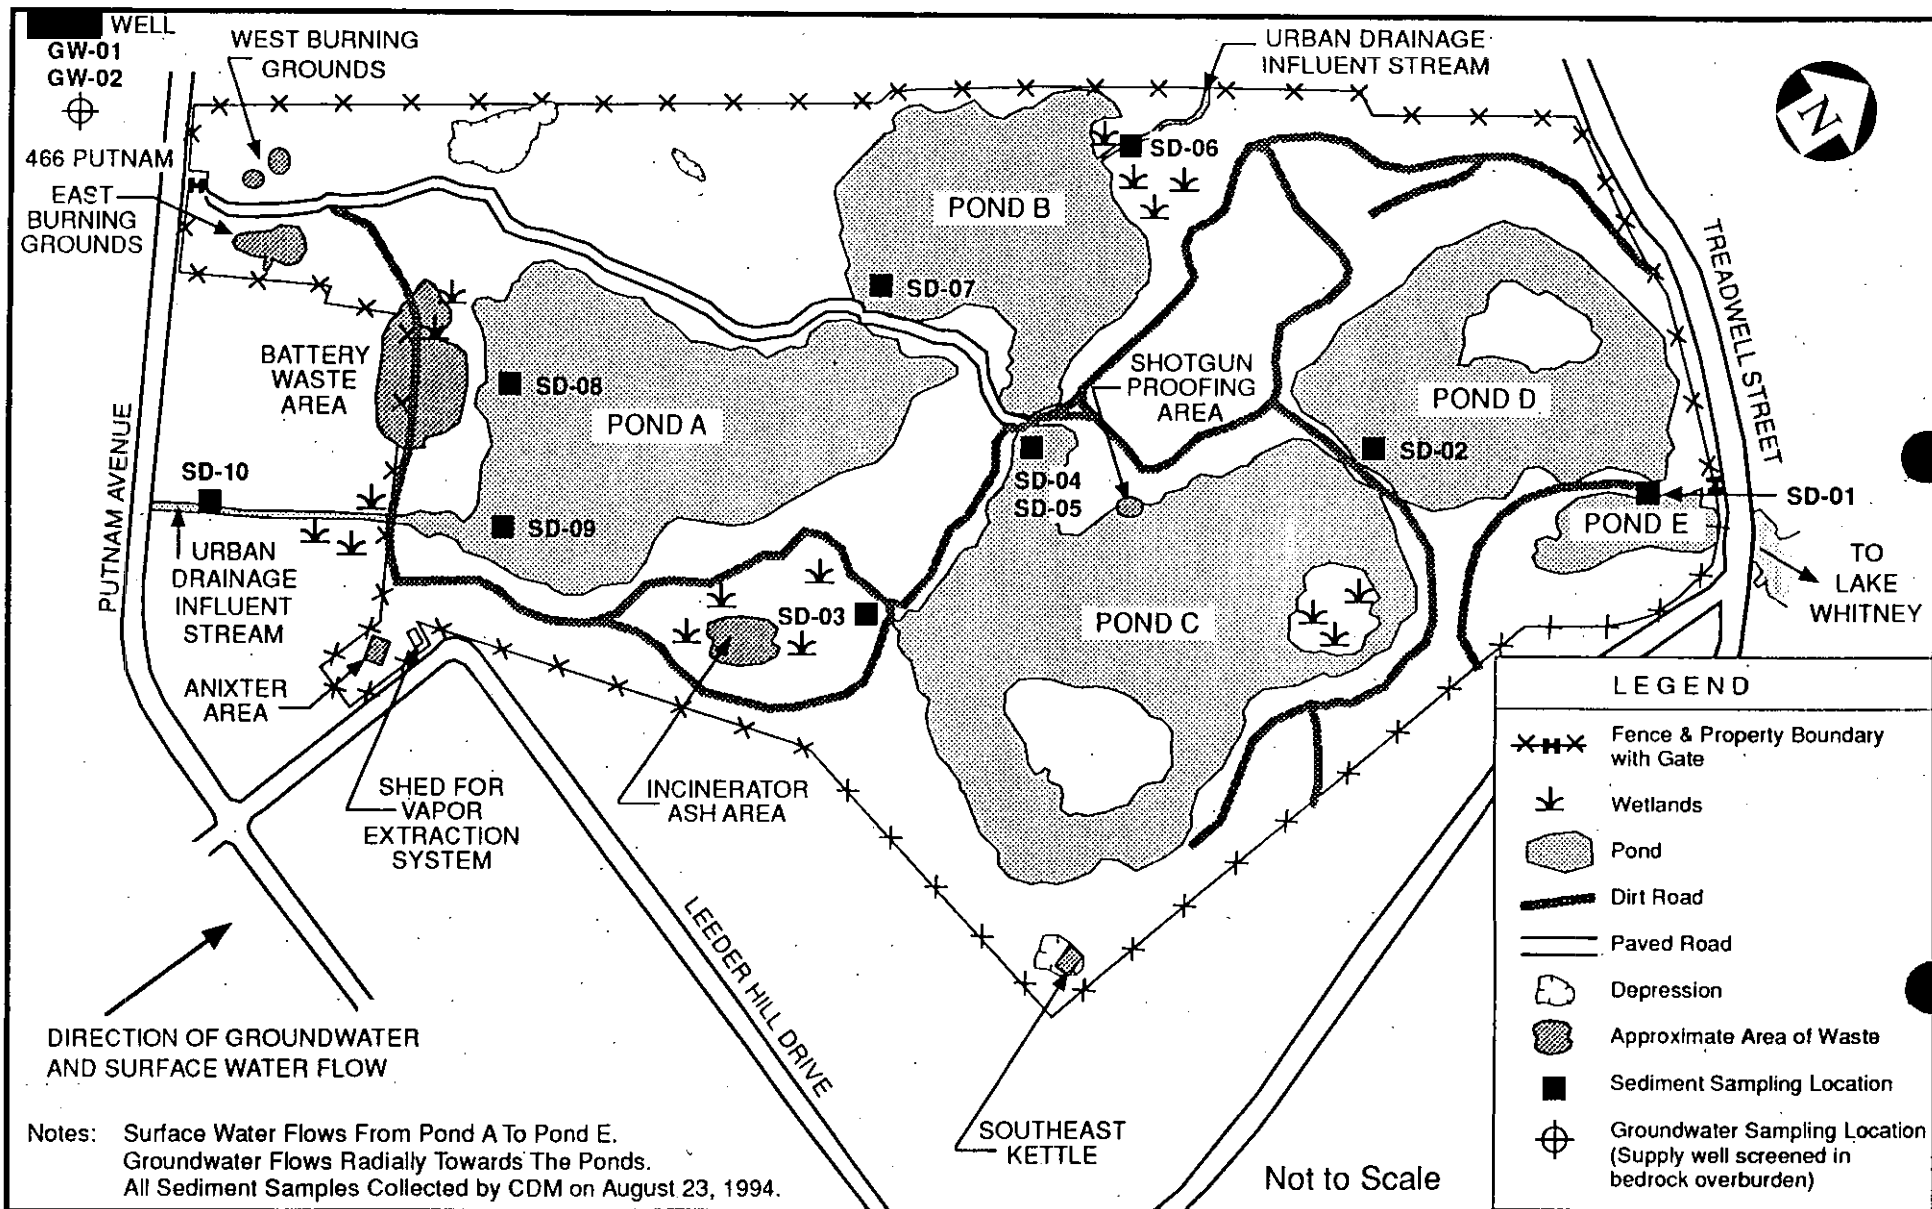 WELL
GW-01
GW-02
466 PUTNAM
WEST BURNING
GROUNDS
EAST
BURNING
GROUNDS
URBAN DRAINAGE
INFLUENT STREAM
N
SD-06
POND B
SD-07
TREADWELL STREET
BATTERY
WASTE
AREA
SD-08
POND A
SHOTGUN
PROOFING
AREA
POND D
SD-02
PUTNAM AVENUE
SD-10
SD-04
SD-05
SD-01
SD-09
POND E
URBAN
DRAINAGE
INFLUENT
STREAM
TO
LAKE
WHITNEY
SD-03
POND C
ANIXTER
AREA
SHED FOR
VAPOR
EXTRACTION
SYSTEM
INCINERATOR
ASH AREA
LEEDER HILL DRIVE
DIRECTION OF GROUNDWATER
AND SURFACE WATER FLOW
SOUTHEAST
KETTLE
Notes: Surface Water Flows From Pond A To Pond E.
Groundwater Flows Radially Towards The Ponds.
All Sediment Samples Collected by CDM on August 23, 1994.
Not to Scale
LEGEND
Fence & Property Boundary
with Gate
Wetlands
Pond
Dirt Road
Paved Road
Depression
Approximate Area of Waste
Sediment Sampling Location
Groundwater Sampling Location
(Supply well screened in
bedrock overburden)